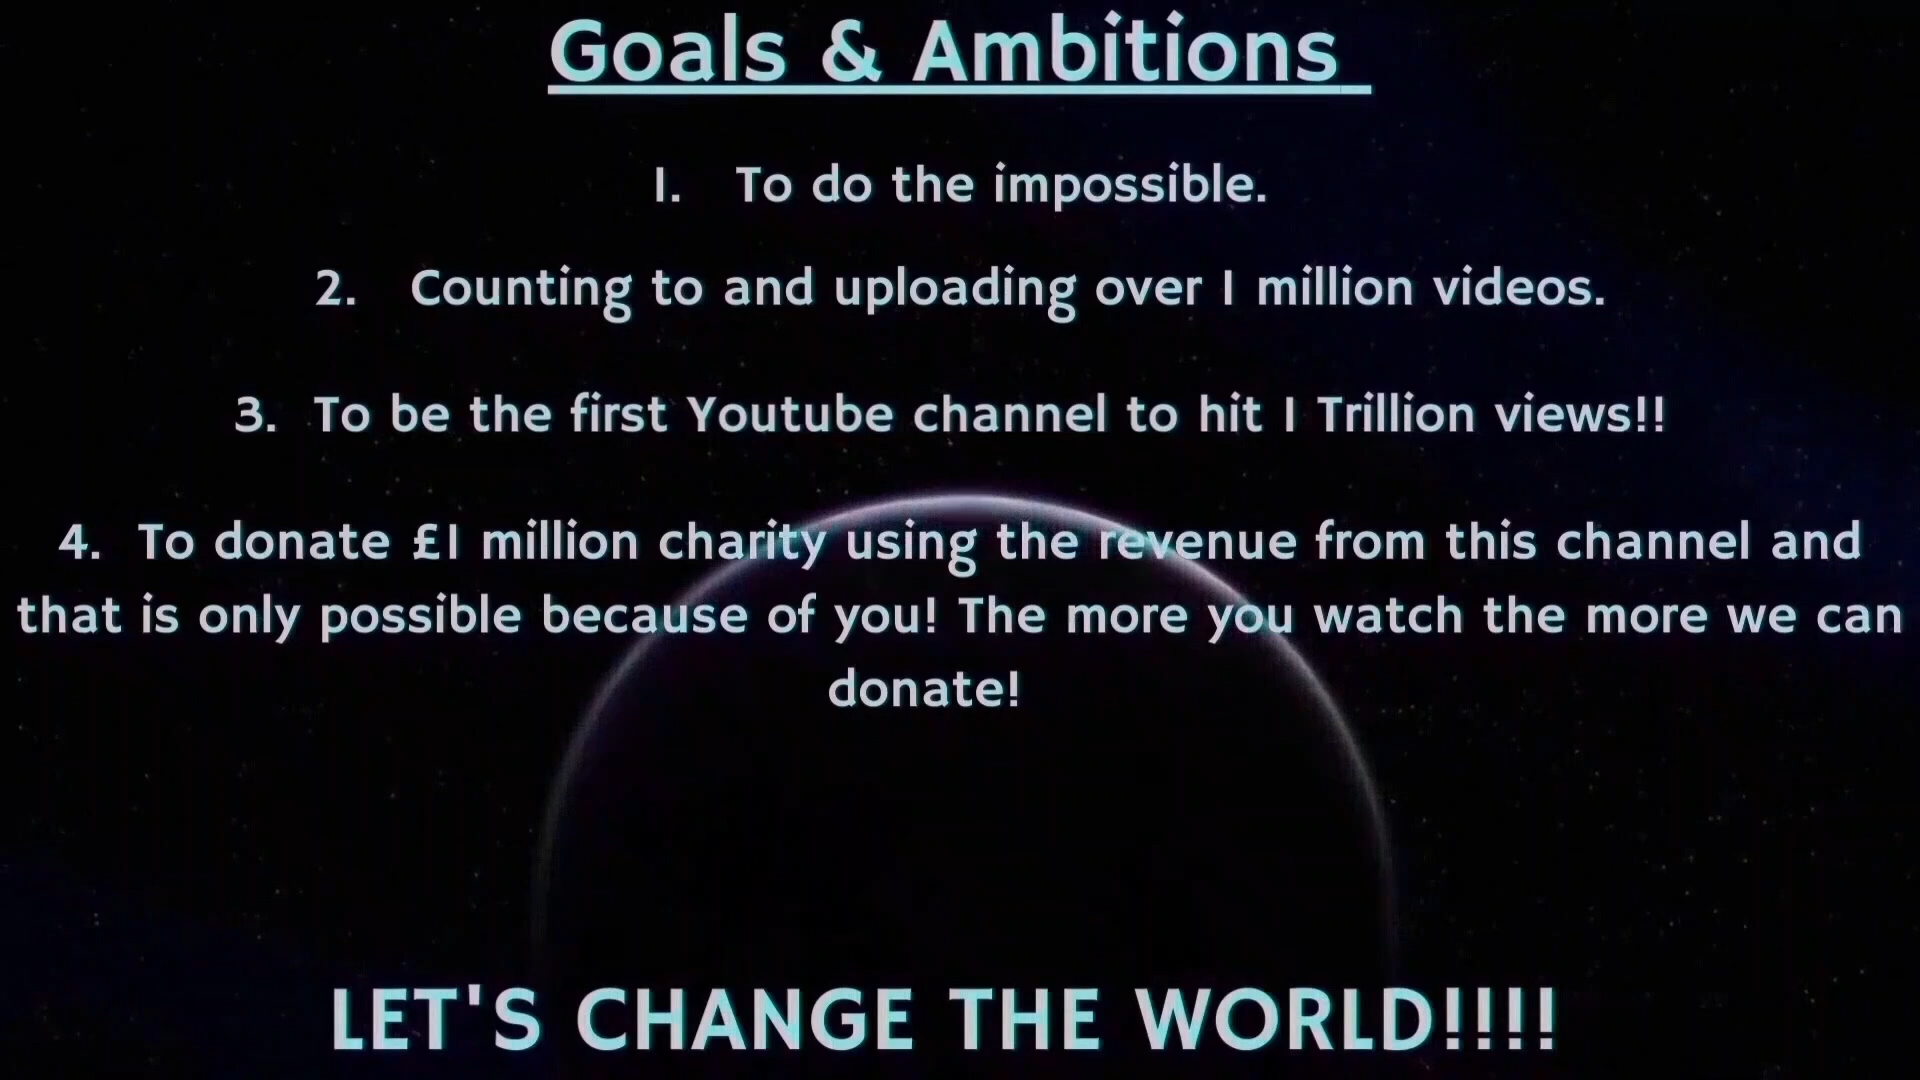 Goals & Ambitions
1. To do the impossible.
2. Counting to and uploading over 1 million videos.
3. To be the first Youtube channel to hit 1 Trillion views!!
4. To donate £1 million charity using the revenue from this channel and
that is only possible because of you! The more you watch the more we can
donate!
LET'S CHANGE THE WORLD!!!!